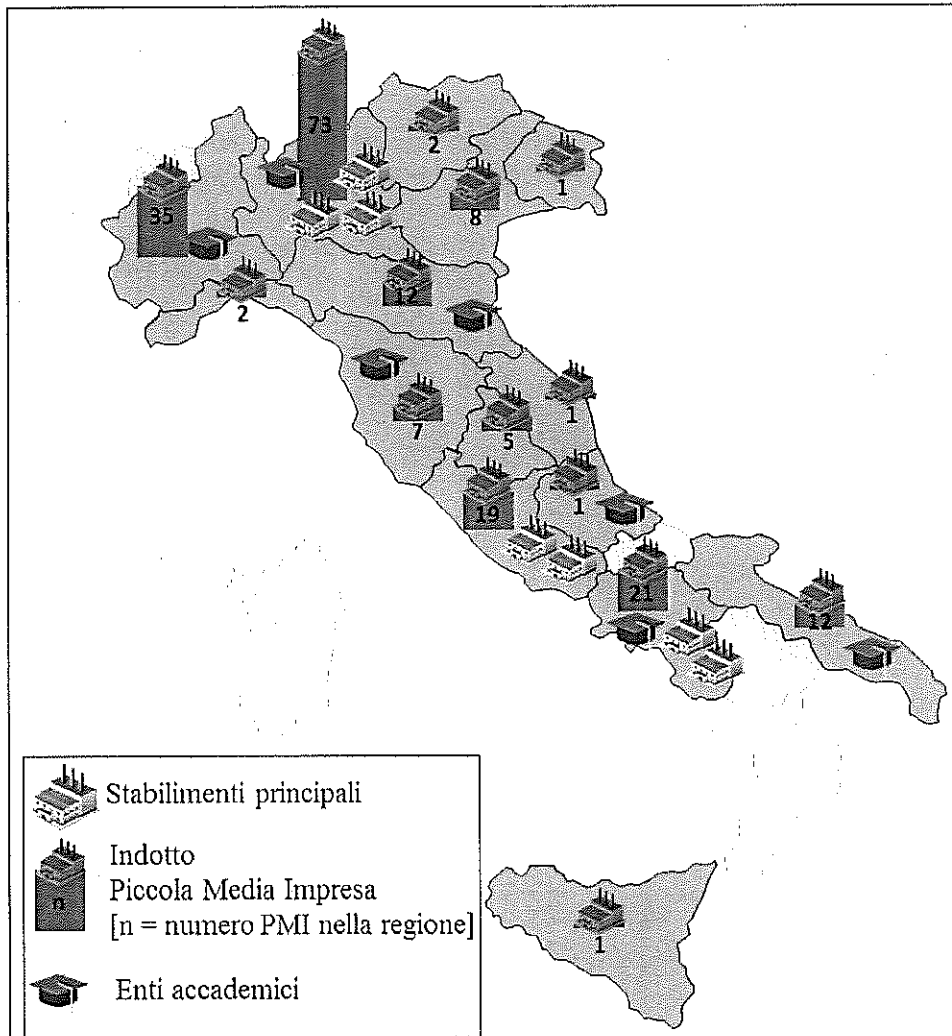 73
2
1
35
8
12
2
7
5
1
19
1
21
12
Stabilimenti principali
Indotto
n
Piccola Media Impresa
[n = numero PMI nella regione]
Enti accademici
1